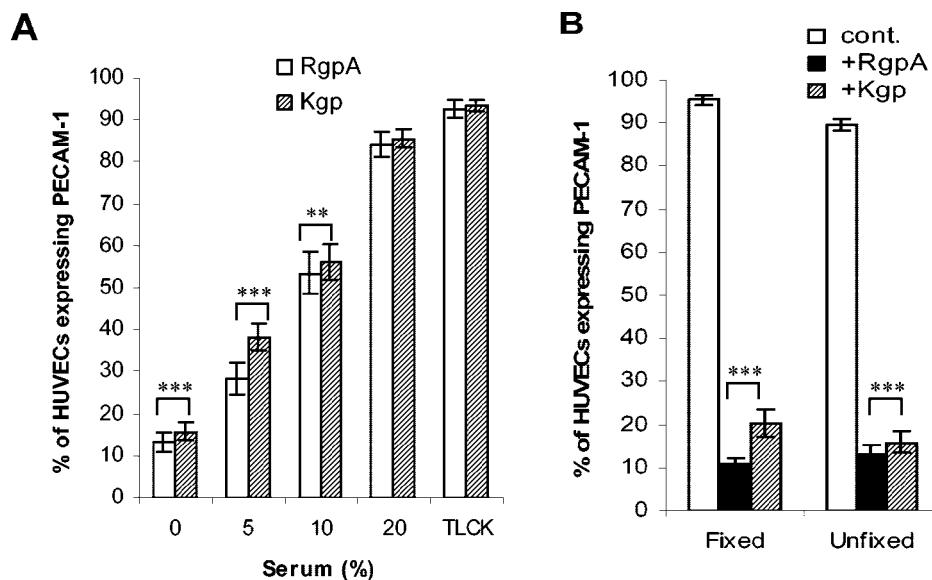 A
% of HUVECs expressing PECAM-1
100
90
80
70
60
50
40
30
20
10
0
RgpA
Kgp
***
***
**
0 5 10 20 TLCK
Serum (%)
B
% of HUVECs expressing PECAM-1
100
90
80
70
60
50
40
30
20
10
0
cont.
+RgpA
+Kgp
***
***
Fixed Unfixed